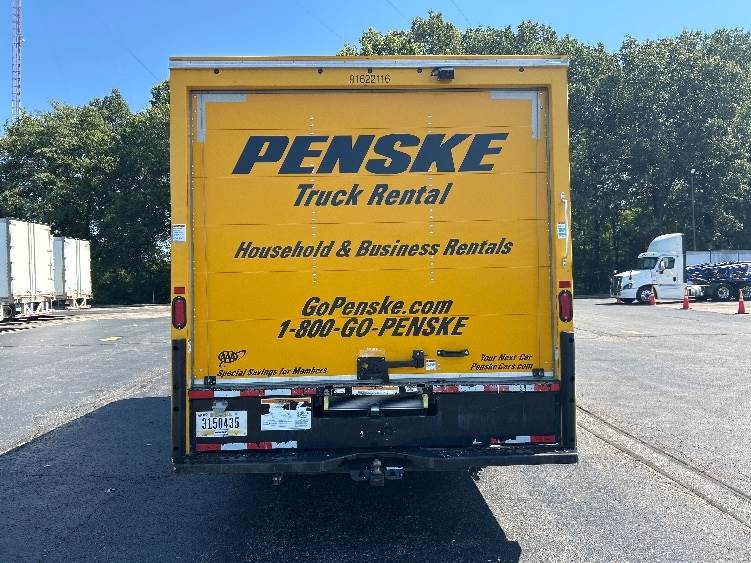 91622116
PENSKE
Truck Rental
Household & Business Rentals
GoPenske.com
1-800-GO-PENSKE
AAA
Special Savings for Members
Your Next Car
PenskeCars.com
3150435